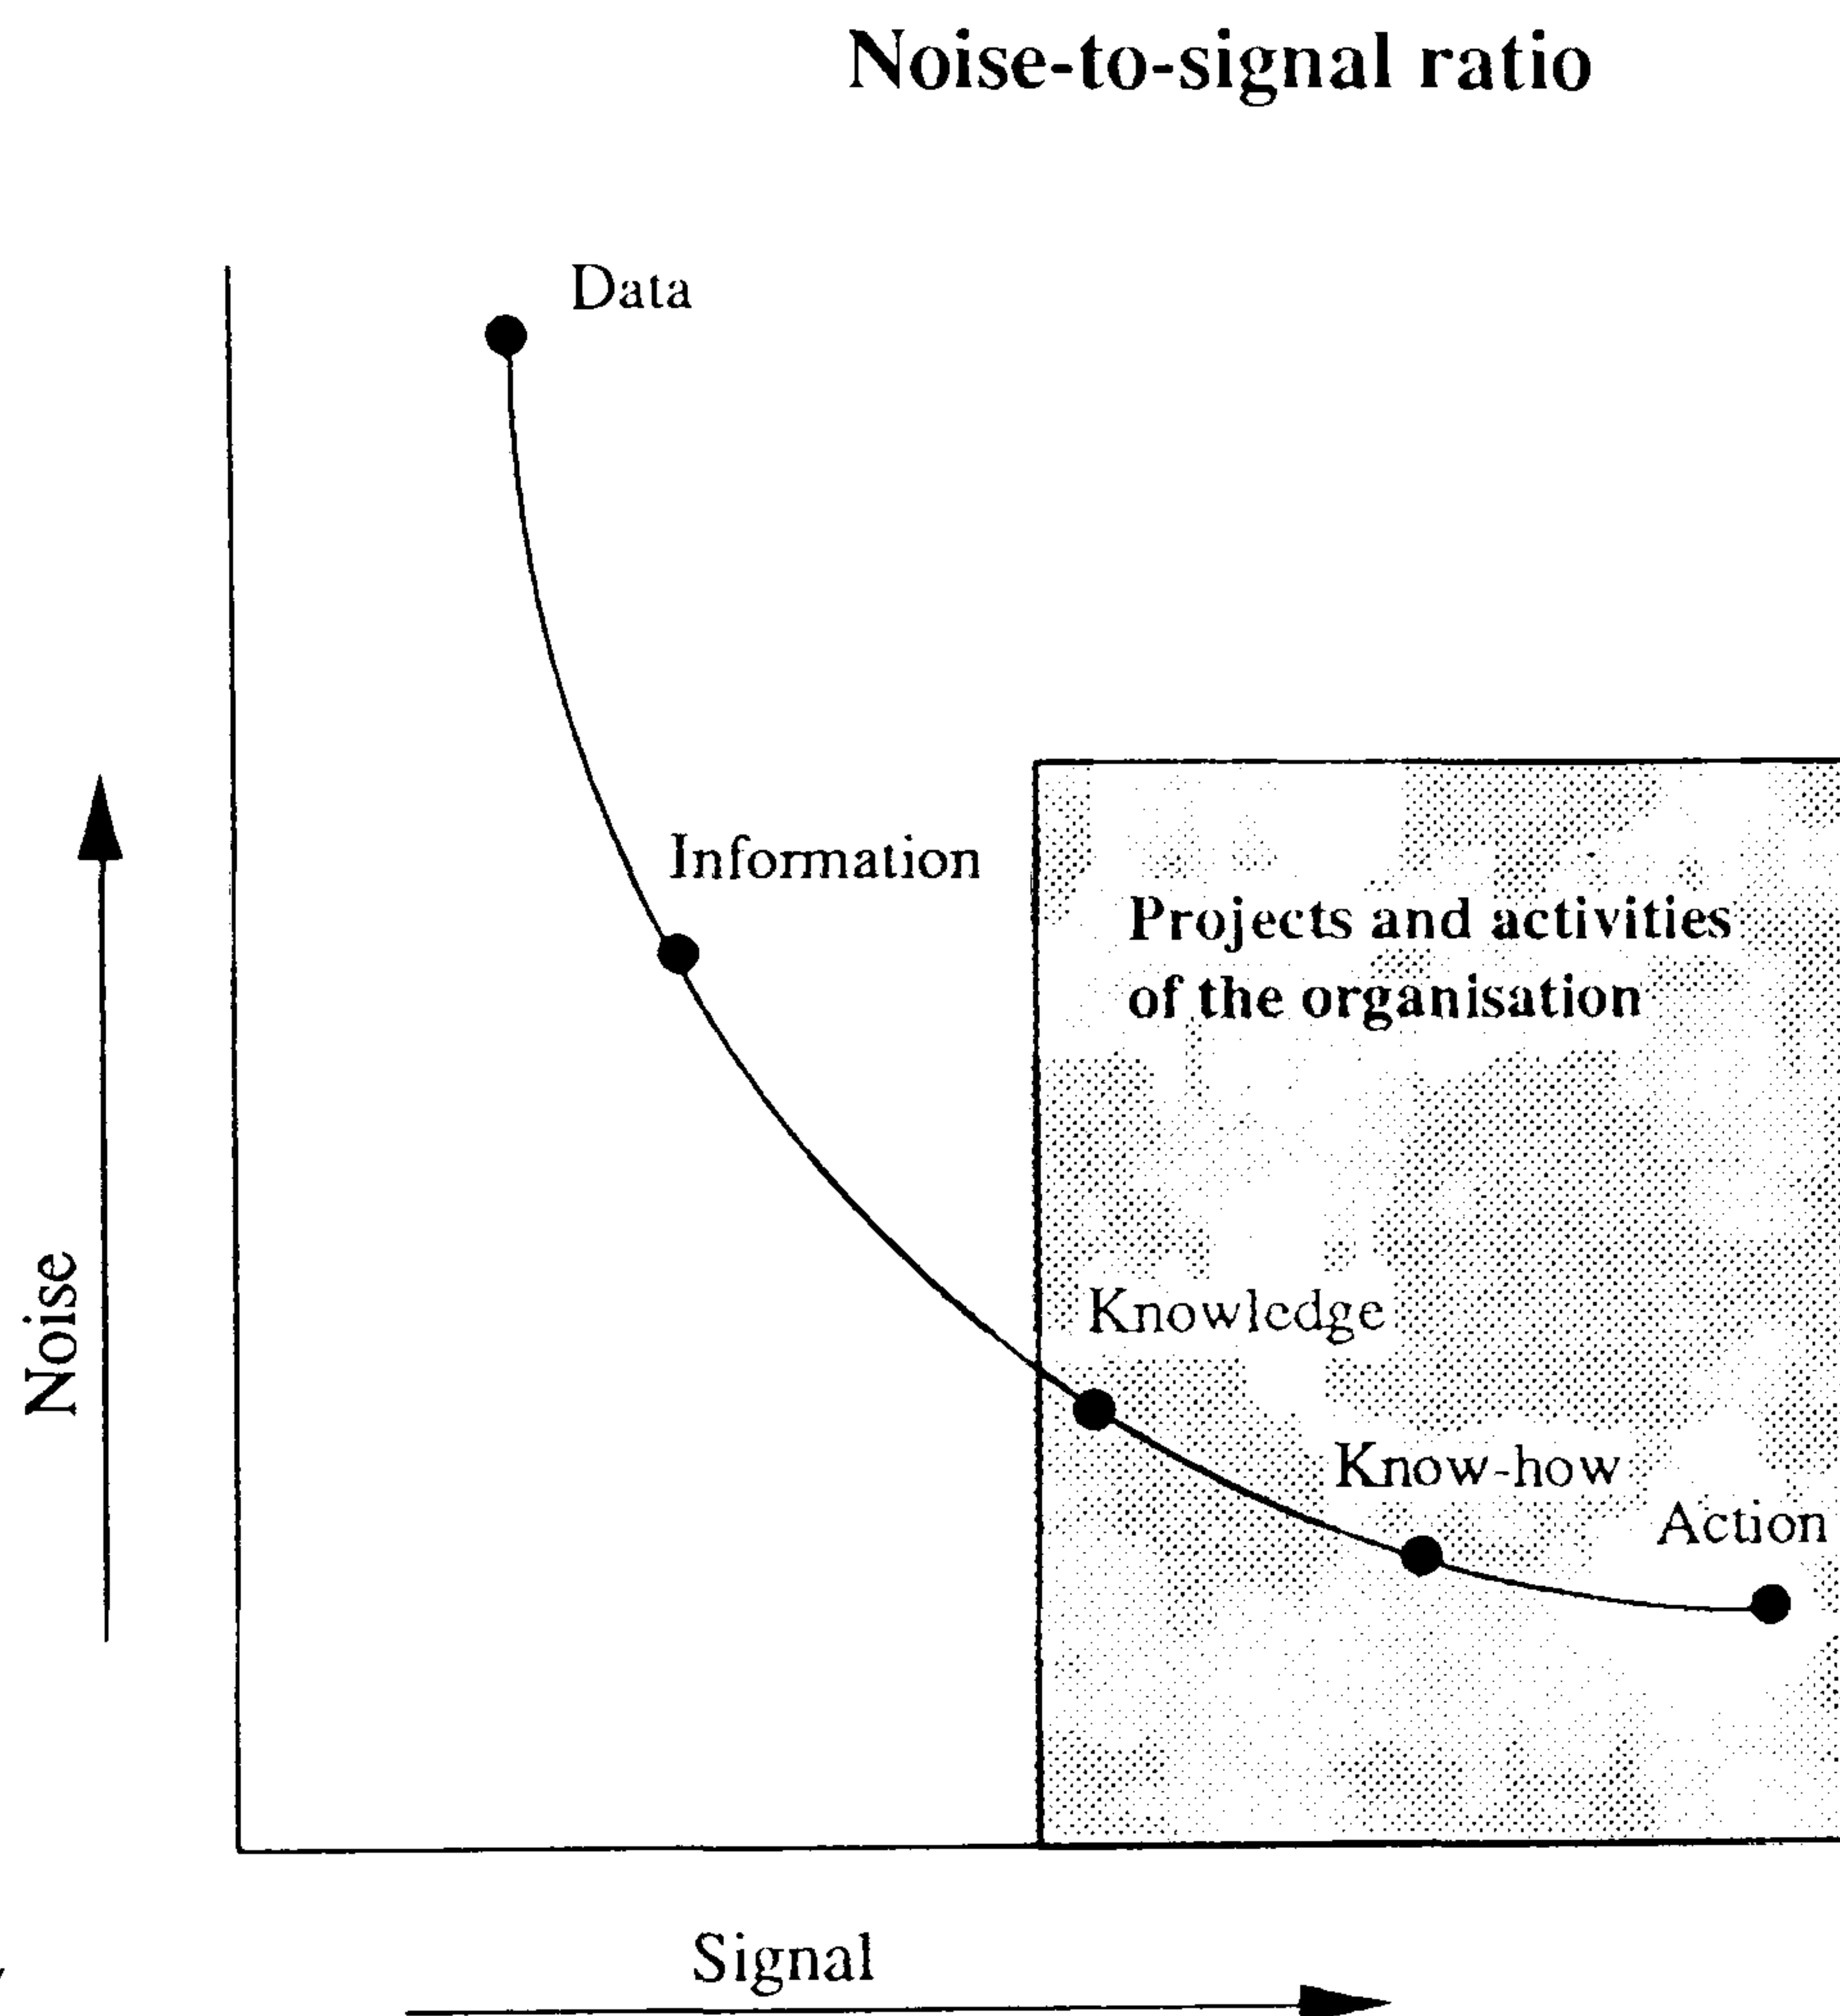 Noise-to-signal ratio
Data
Information
Projects and activities
of the organisation
Knowledge
Know-how
Action
Noise
Signal